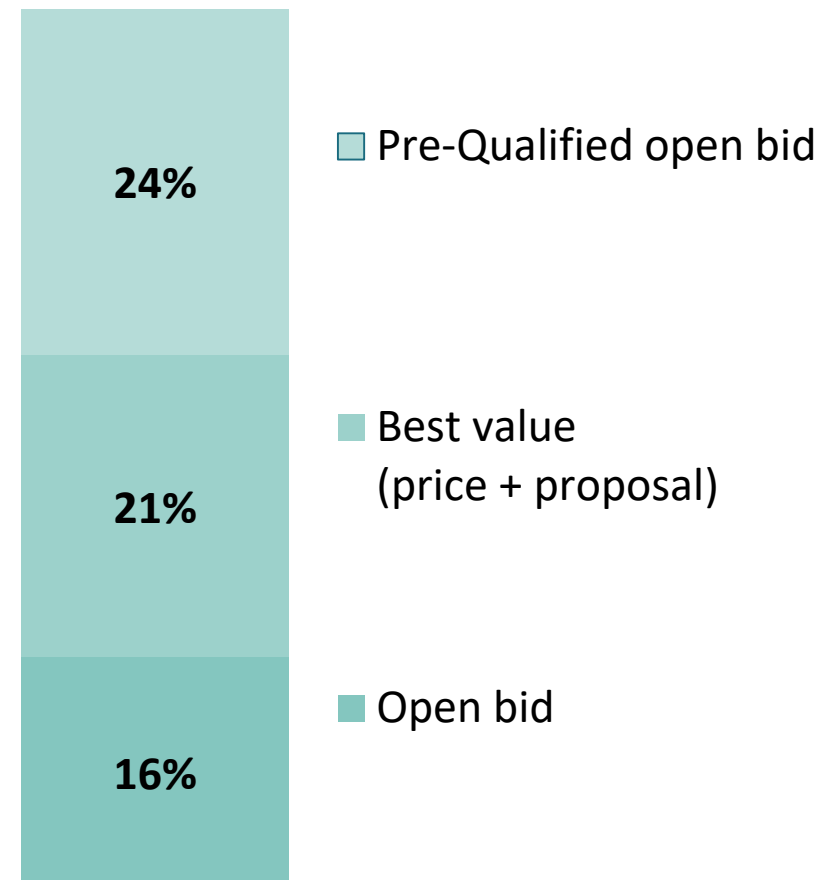 24%
Pre-Qualified open bid
21%
Best value
(price + proposal)
16%
Open bid